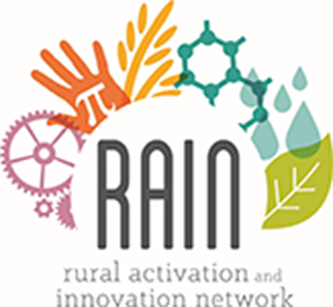 π
RAIN
rural activation and
innovation network